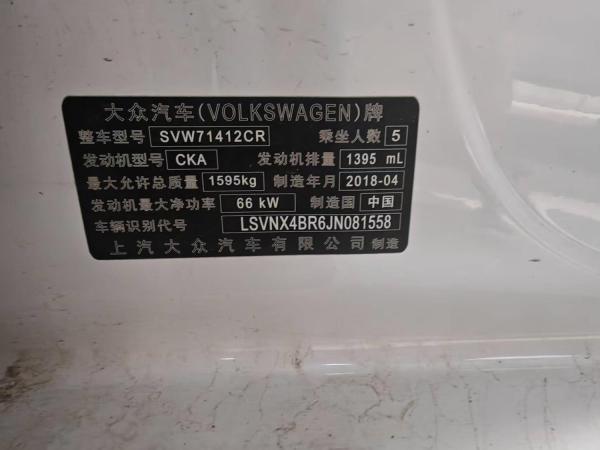 大众汽车(VOLKSWAGEN)牌
整车型号 SVW71412CR 乘坐人数 5
发动机型号 CKA 发动机排量 1395 mL
最大允许总质量 1595kg 制造年月 2018-04
发动机最大净功率 66 kW 制造国 中国
车辆识别代号 LSVNX4BR6JN081558
上汽大众汽车有限公司 制造